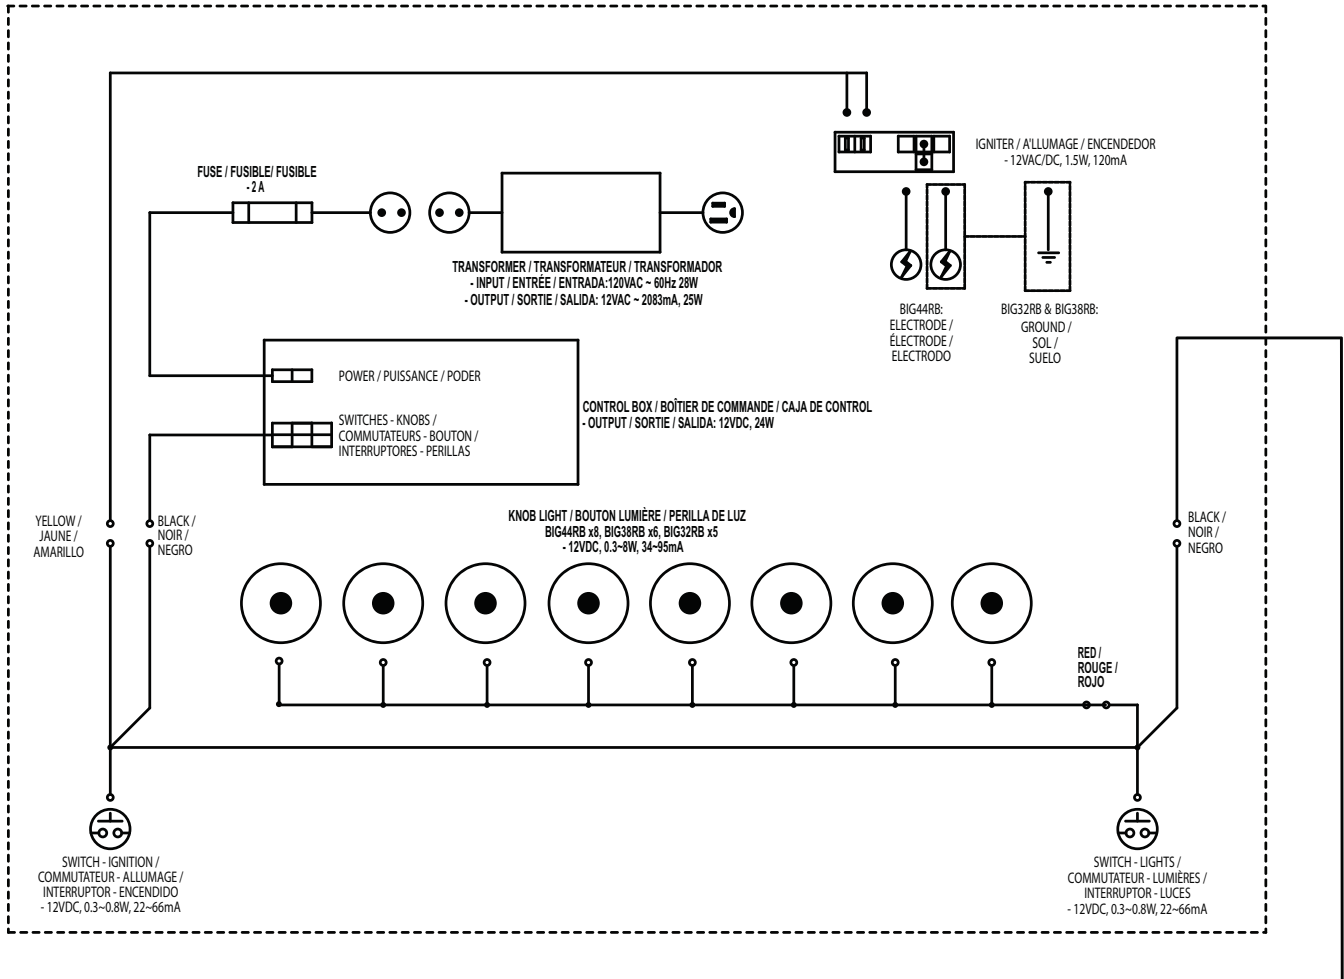 IGNITER / A'LLUMAGE / ENCENDEDOR
- 12VAC/DC, 1.5W, 120mA
FUSE / FUSIBLE/ FUSIBLE
- 2 A
TRANSFORMER / TRANSFORMATEUR / TRANSFORMADOR
- INPUT / ENTRÉE / ENTRADA:120VAC ~ 60Hz 28W
- OUTPUT / SORTIE / SALIDA: 12VAC ~ 2083mA, 25W
BIG44RB:
ELECTRODE /
ÉLECTRODE /
ELECTRODO
BIG32RB & BIG38RB:
GROUND /
SOL /
SUELO
POWER / PUISSANCE / PODER
SWITCHES - KNOBS /
COMMUTATEURS - BOUTON /
INTERRUPTORES - PERILLAS
CONTROL BOX / BOÎTIER DE COMMANDE / CAJA DE CONTROL
- OUTPUT / SORTIE / SALIDA: 12VDC, 24W
YELLOW /
JAUNE /
AMARILLO
BLACK /
NOIR /
NEGRO
KNOB LIGHT / BOUTON LUMIÈRE / PERILLA DE LUZ
BIG44RB x8, BIG38RB x6, BIG32RB x5
- 12VDC, 0.3~8W, 34~95mA
BLACK /
NOIR /
NEGRO
RED /
ROUGE /
ROJO
SWITCH - IGNITION /
COMMUTATEUR - ALLUMAGE /
INTERRUPTOR - ENCENDIDO
- 12VDC, 0.3~0.8W, 22~66mA
SWITCH - LIGHTS /
COMMUTATEUR - LUMIÈRES /
INTERRUPTOR - LUCES
- 12VDC, 0.3~0.8W, 22~66mA